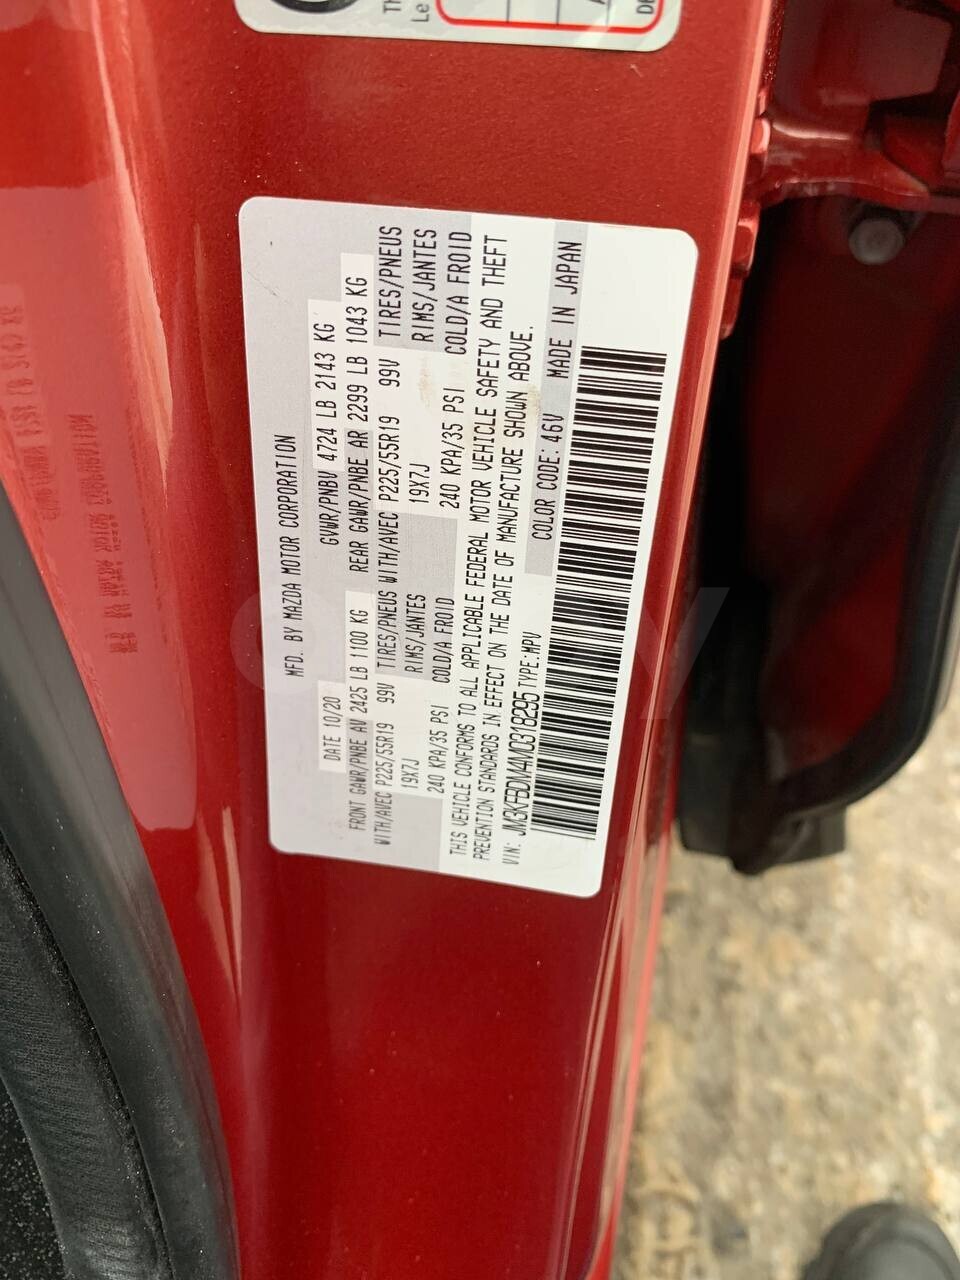 MFD. BY MAZDA MOTOR CORPORATION
DATE 10/20 GVWR/PNBV 4724 LB 2143 KG
FRONT GAWR/PNBE AV 2425 LB 1100 KG REAR GAWR/PNBE AR 2299 LB 1043 KG
WITH/AVEC P225/55R19 99V TIRES/PNEUS WITH/AVEC P225/55R19 99V TIRES/PNEUS
19X7J RIMS/JANTES 19X7J RIMS/JANTES
240 KPA/35 PSI COLD/A FROID 240 KPA/35 PSI COLD/A FROID
THIS VEHICLE CONFORMS TO ALL APPLICABLE FEDERAL MOTOR VEHICLE SAFETY AND THEFT
PREVENTION STANDARDS IN EFFECT ON THE DATE OF MANUFACTURE SHOWN ABOVE.
VIN: JM3KFBDM4M0318295 TYPE:MPV COLOR CODE:46V MADE IN JAPAN
Le